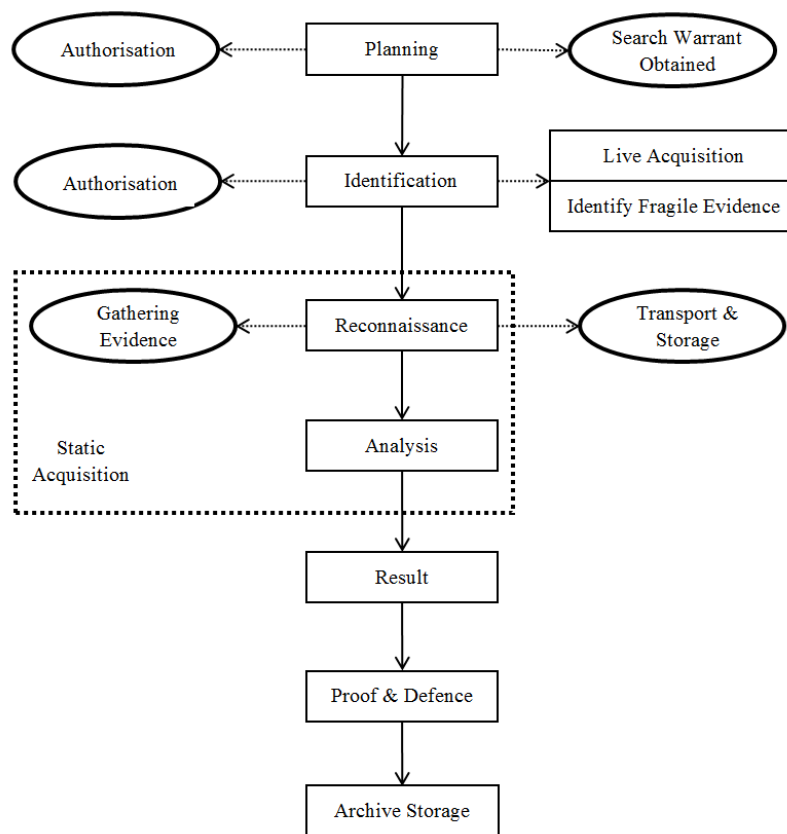 Authorisation
Planning
Search Warrant
Obtained
Authorisation
Identification
Live Acquisition
Identify Fragile Evidence
Gathering
Evidence
Reconnaissance
Transport &
Storage
Static
Acquisition
Analysis
Result
Proof & Defence
Archive Storage